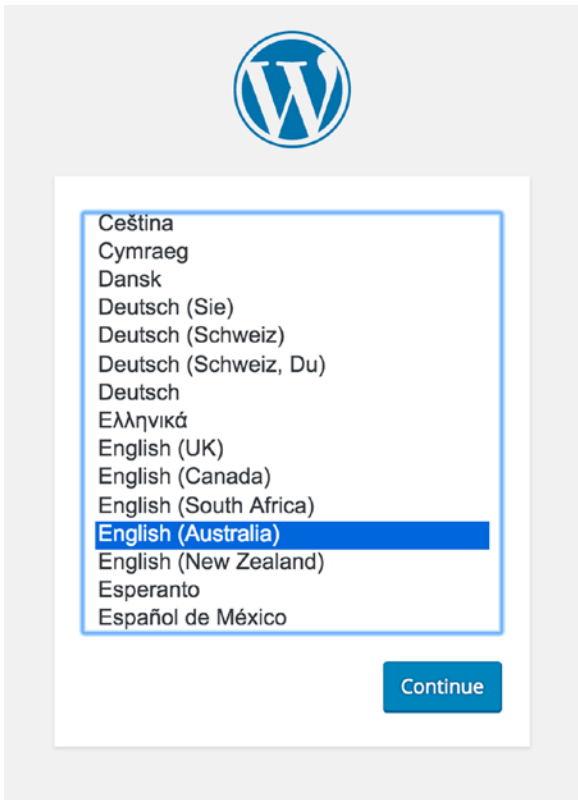 Čeština
Cymraeg
Dansk
Deutsch (Sie)
Deutsch (Schweiz)
Deutsch (Schweiz, Du)
Deutsch
Ελληνικά
English (UK)
English (Canada)
English (South Africa)
English (Australia)
English (New Zealand)
Esperanto
Español de México
Continue